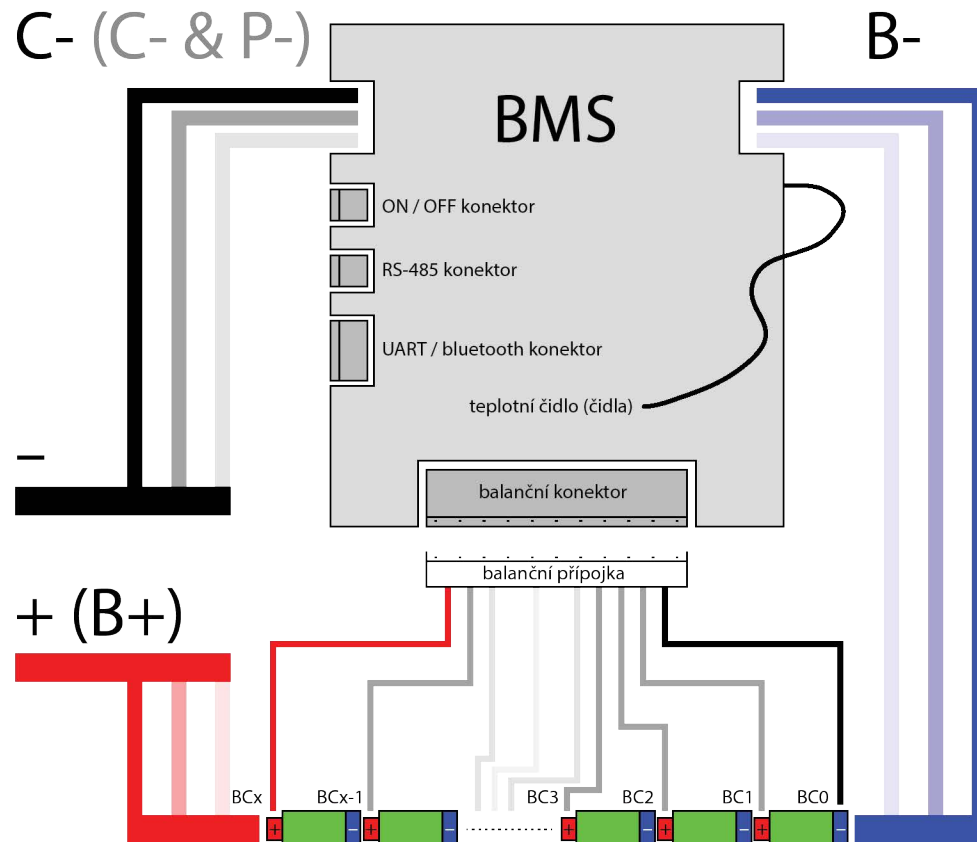 C- (C- & P-)
B-
BMS
ON / OFF konektor
RS-485 konektor
UART / bluetooth konektor
teplotní čidlo (čidla)
–
balanční konektor
balanční přípojka
+ (B+)
BCx
BCx-1
BC3
BC2
BC1
BC0
+ – + – + – + – + –